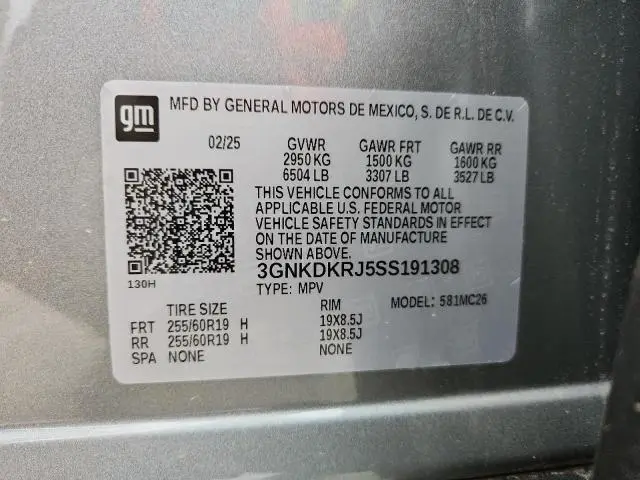 gm
MFD BY GENERAL MOTORS DE MEXICO, S. DE R.L. DE C.V.
02/25 GVWR GAWR FRT GAWR RR
2950 KG 1500 KG 1600 KG
6504 LB 3307 LB 3527 LB
THIS VEHICLE CONFORMS TO ALL
APPLICABLE U.S. FEDERAL MOTOR
VEHICLE SAFETY STANDARDS IN EFFECT
ON THE DATE OF MANUFACTURE
SHOWN ABOVE.
3GNKDKRJ5SS191308
130H
TYPE: MPV MODEL: 581MC26
TIRE SIZE RIM
FRT 255/60R19 H 19X8.5J
RR 255/60R19 H 19X8.5J
SPA NONE NONE